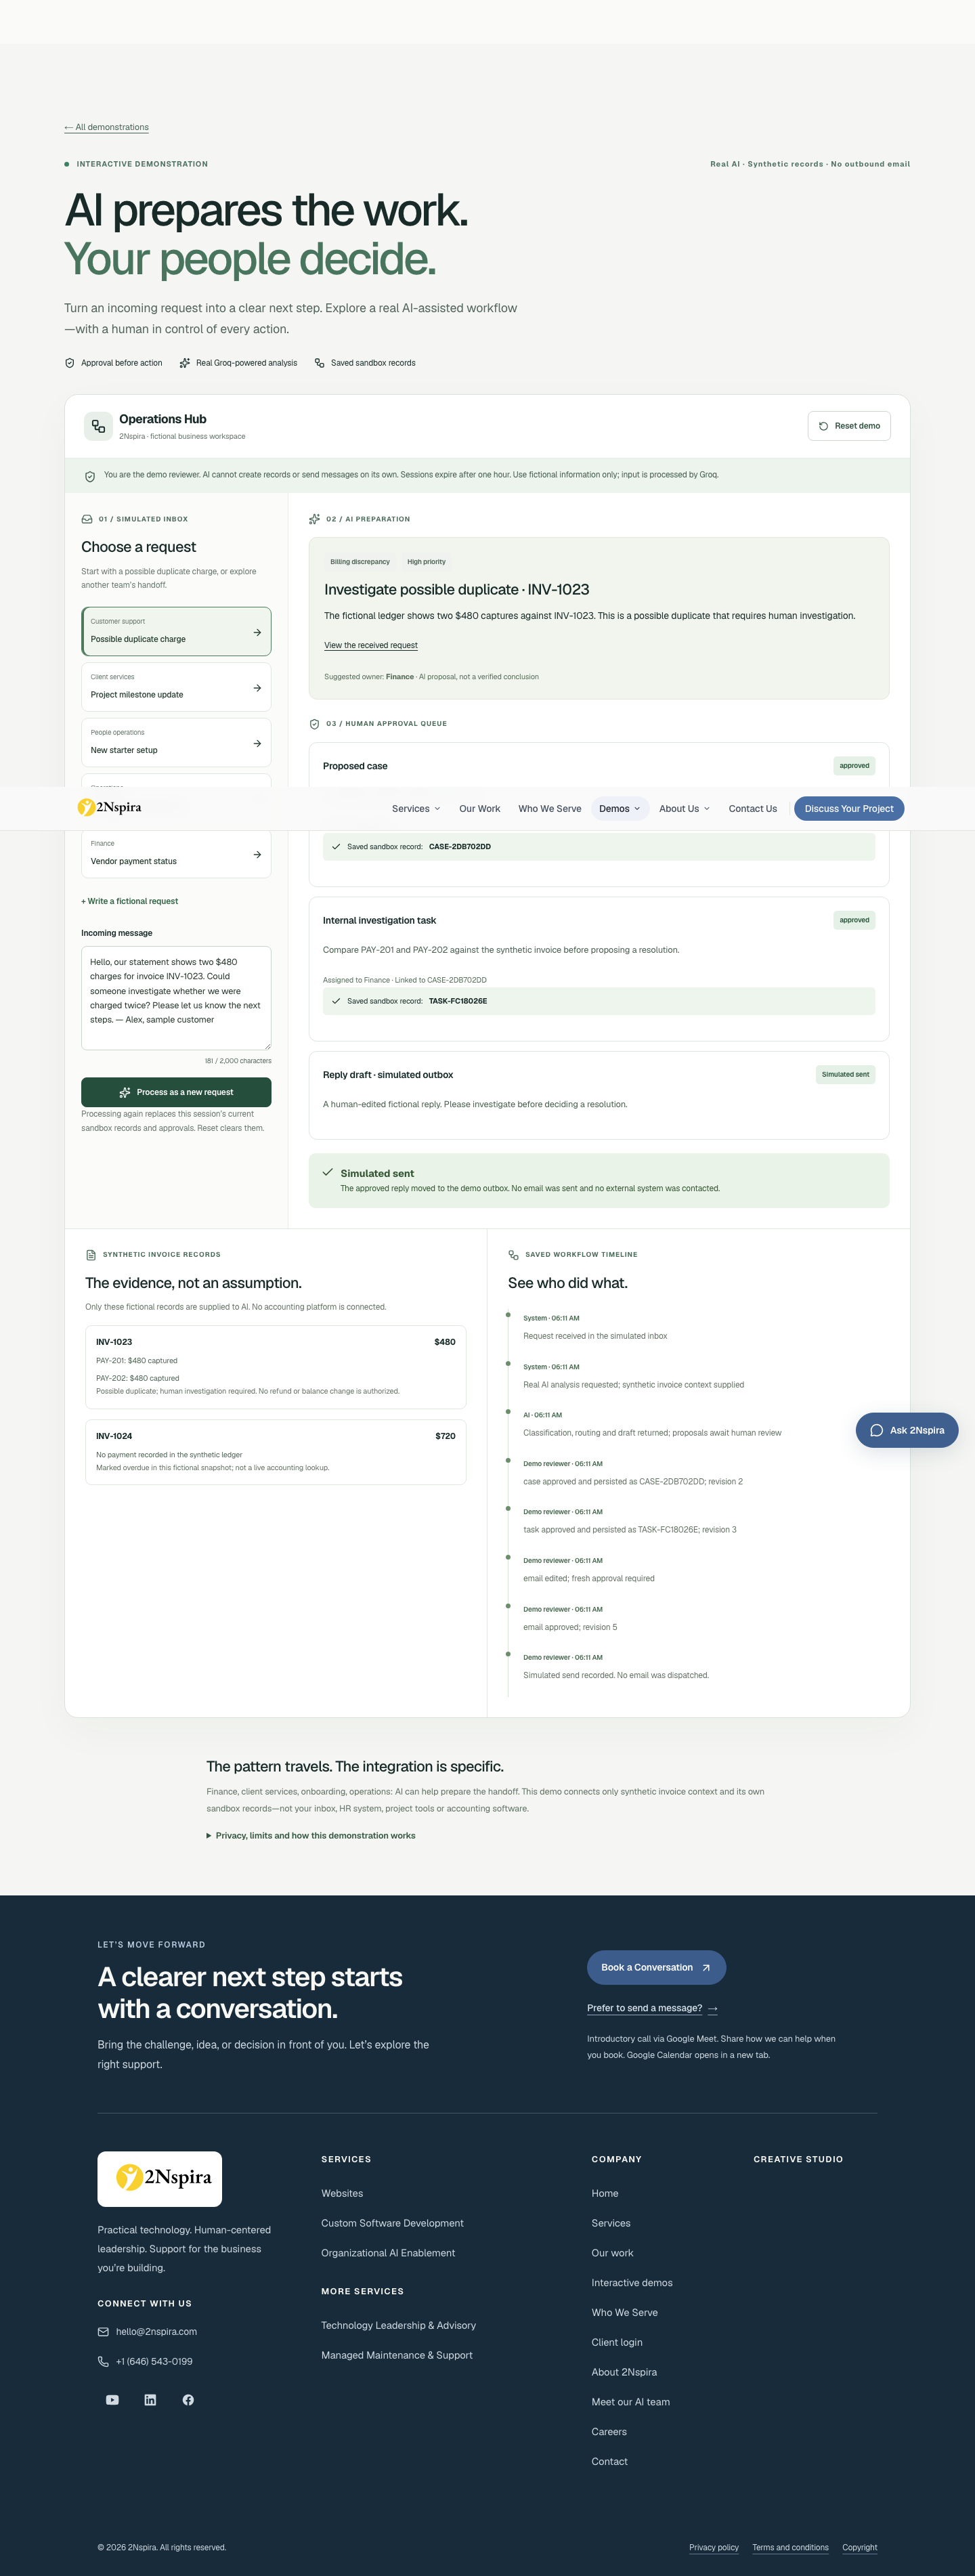 ← All demonstrations
INTERACTIVE DEMONSTRATION
Real AI · Synthetic records · No outbound email
AI prepares the work.
Your people decide.
Turn an incoming request into a clear next step. Explore a real AI-assisted workflow
—with a human in control of every action.
Approval before action
Real Groq-powered analysis
Saved sandbox records
Operations Hub
2Nspira · fictional business workspace
Reset demo
You are the demo reviewer. AI cannot create records or send messages on its own. Sessions expire after one hour. Use fictional information only; input is processed by Groq.
01 / SIMULATED INBOX
Choose a request
Start with a possible duplicate charge, or explore
another team's handoff.
Customer support
Possible duplicate charge
Client services
Project milestone update
People operations
New starter setup
02 / AI PREPARATION
Billing discrepancy
High priority
Investigate possible duplicate · INV-1023
The fictional ledger shows two $480 captures against INV-1023. This is a possible duplicate that requires human investigation.
View the received request
Suggested owner: Finance · AI proposal, not a verified conclusion
03 / HUMAN APPROVAL QUEUE
Proposed case
approved
2Nspira
Services
Our Work
Who We Serve
Demos
About Us
Contact Us
Discuss Your Project
Finance
Vendor payment status
+ Write a fictional request
Incoming message
Hello, our statement shows two $480
charges for invoice INV-1023. Could
someone investigate whether we were
charged twice? Please let us know the next
steps. — Alex, sample customer
181 / 2,000 characters
Process as a new request
Processing again replaces this session's current
sandbox records and approvals. Reset clears them.
Saved sandbox record: CASE-2DB702DD
Internal investigation task
approved
Compare PAY-201 and PAY-202 against the synthetic invoice before proposing a resolution.
Assigned to Finance · Linked to CASE-2DB702DD
Saved sandbox record: TASK-FC18026E
Reply draft · simulated outbox
Simulated sent
A human-edited fictional reply. Please investigate before deciding a resolution.
Simulated sent
The approved reply moved to the demo outbox. No email was sent and no external system was contacted.
SYNTHETIC INVOICE RECORDS
The evidence, not an assumption.
Only these fictional records are supplied to AI. No accounting platform is connected.
INV-1023
$480
PAY-201: $480 captured
PAY-202: $480 captured
Possible duplicate; human investigation required. No refund or balance change is authorized.
INV-1024
$720
No payment recorded in the synthetic ledger
Marked overdue in this fictional snapshot; not a live accounting lookup.
SAVED WORKFLOW TIMELINE
See who did what.
System · 06:11 AM
Request received in the simulated inbox
System · 06:11 AM
Real AI analysis requested; synthetic invoice context supplied
AI · 06:11 AM
Classification, routing and draft returned; proposals await human review
Demo reviewer · 06:11 AM
case approved and persisted as CASE-2DB702DD; revision 2
Demo reviewer · 06:11 AM
task approved and persisted as TASK-FC18026E; revision 3
Demo reviewer · 06:11 AM
email edited; fresh approval required
Demo reviewer · 06:11 AM
email approved; revision 5
Demo reviewer · 06:11 AM
Simulated send recorded. No email was dispatched.
Ask 2Nspira
The pattern travels. The integration is specific.
Finance, client services, onboarding, operations: AI can help prepare the handoff. This demo connects only synthetic invoice context and its own
sandbox records—not your inbox, HR system, project tools or accounting software.
Privacy, limits and how this demonstration works
LET'S MOVE FORWARD
A clearer next step starts
with a conversation.
Bring the challenge, idea, or decision in front of you. Let's explore the
right support.
Book a Conversation
Prefer to send a message? →
Introductory call via Google Meet. Share how we can help when
you book. Google Calendar opens in a new tab.
2Nspira
Practical technology. Human-centered
leadership. Support for the business
you're building.
CONNECT WITH US
hello@2nspira.com
+1 (646) 543-0199
SERVICES
Websites
Custom Software Development
Organizational AI Enablement
MORE SERVICES
Technology Leadership & Advisory
Managed Maintenance & Support
COMPANY
Home
Services
Our work
Interactive demos
Who We Serve
Client login
About 2Nspira
Meet our AI team
Careers
Contact
CREATIVE STUDIO
© 2026 2Nspira. All rights reserved.
Privacy policy
Terms and conditions
Copyright